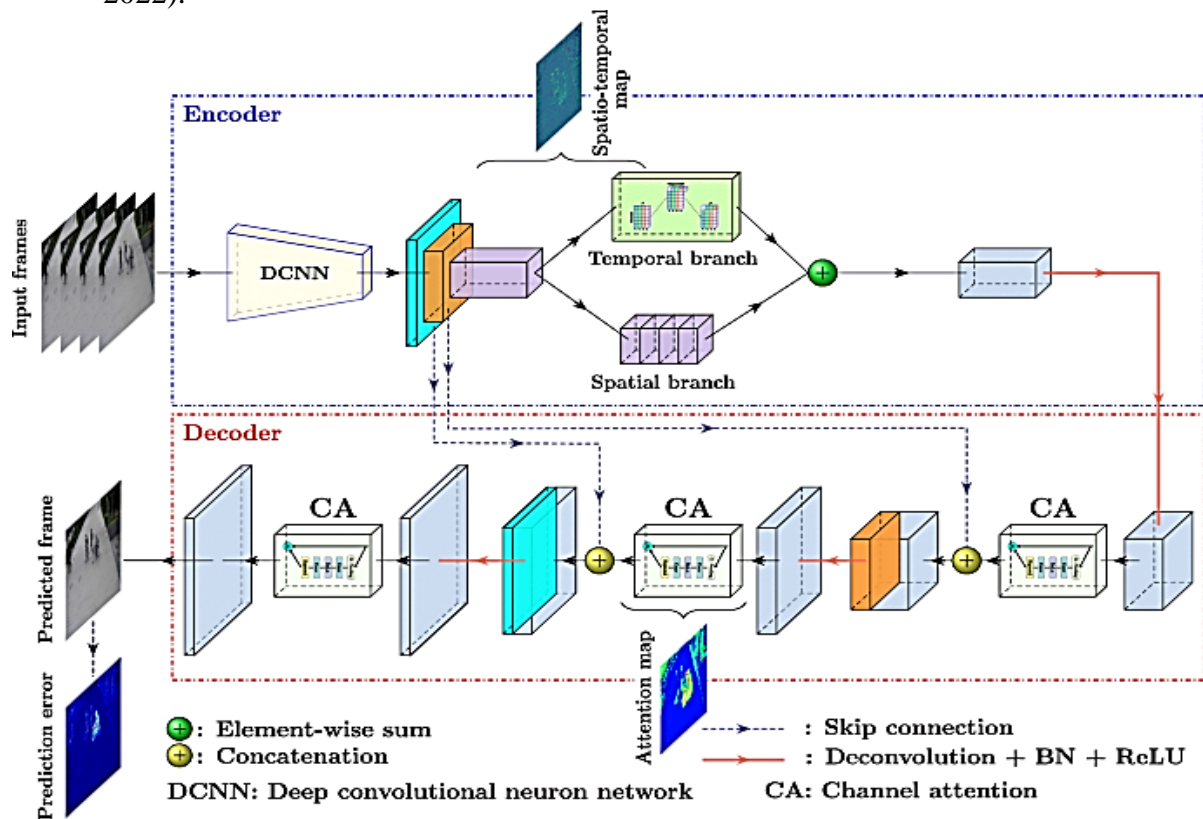 2022).
Spatio-temporal
map
Encoder
Input frames
DCNN
Temporal branch
Spatial branch
Decoder
Predicted frame
CA
CA
CA
Prediction error
Attention map
: Element-wise sum
: Concatenation
: Skip connection
: Deconvolution + BN + ReLU
DCNN: Deep convolutional neuron network
CA: Channel attention